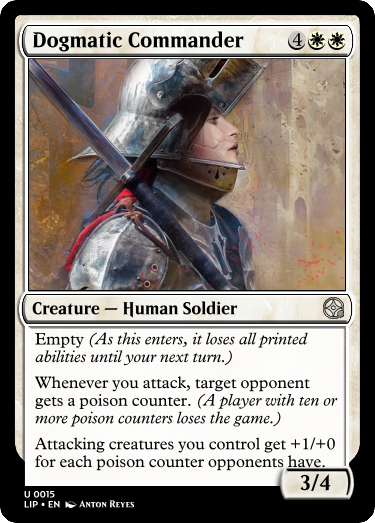 Dogmatic Commander 4
Creature — Human Soldier
Empty (As this enters, it loses all printed
abilities until your next turn.)
Whenever you attack, target opponent
gets a poison counter. (A player with ten or
more poison counters loses the game.)
Attacking creatures you control get +1/+0
for each poison counter opponents have.
3/4
U 0015
LIP • EN Anton Reyes